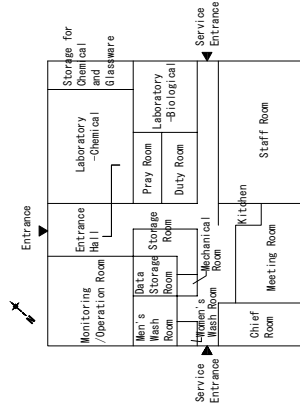 Storage for
Chemical
and
Glassware
Service
Entrance
Laboratory
-Chemical
Laboratory
-Biological
Staff Room
Pray Room
Duty Room
Entrance
Entrance
Hall
Storage
Room
Kitchen
Monitoring
/Operation Room
Data
Storage
Room
Mechanical
Room
Meeting Room
Men's
Wash
Room
Women's
Wash Room
Chief
Room
Service
Entrance
N